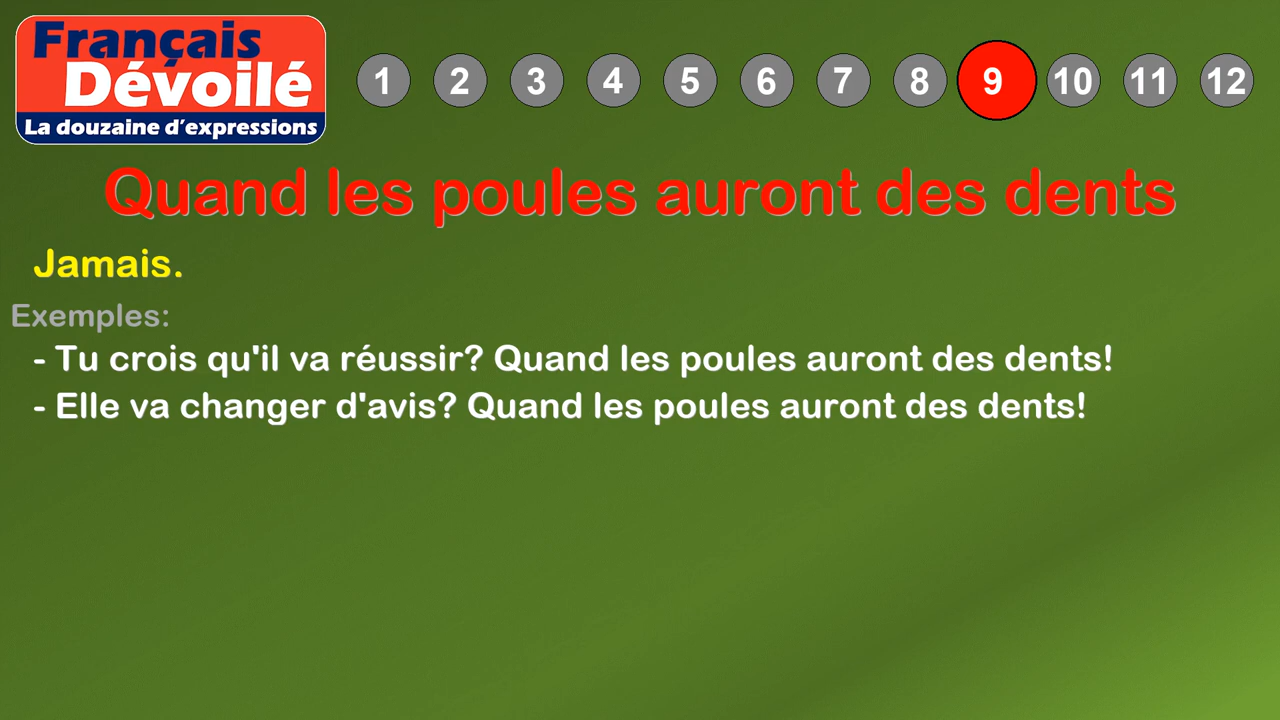 Français
Dévoilé
La douzaine d'expressions
1 2 3 4 5 6 7 8 9 10 11 12
Quand les poules auront des dents
Jamais.
Exemples:
- Tu crois qu'il va réussir? Quand les poules auront des dents!
- Elle va changer d'avis? Quand les poules auront des dents!